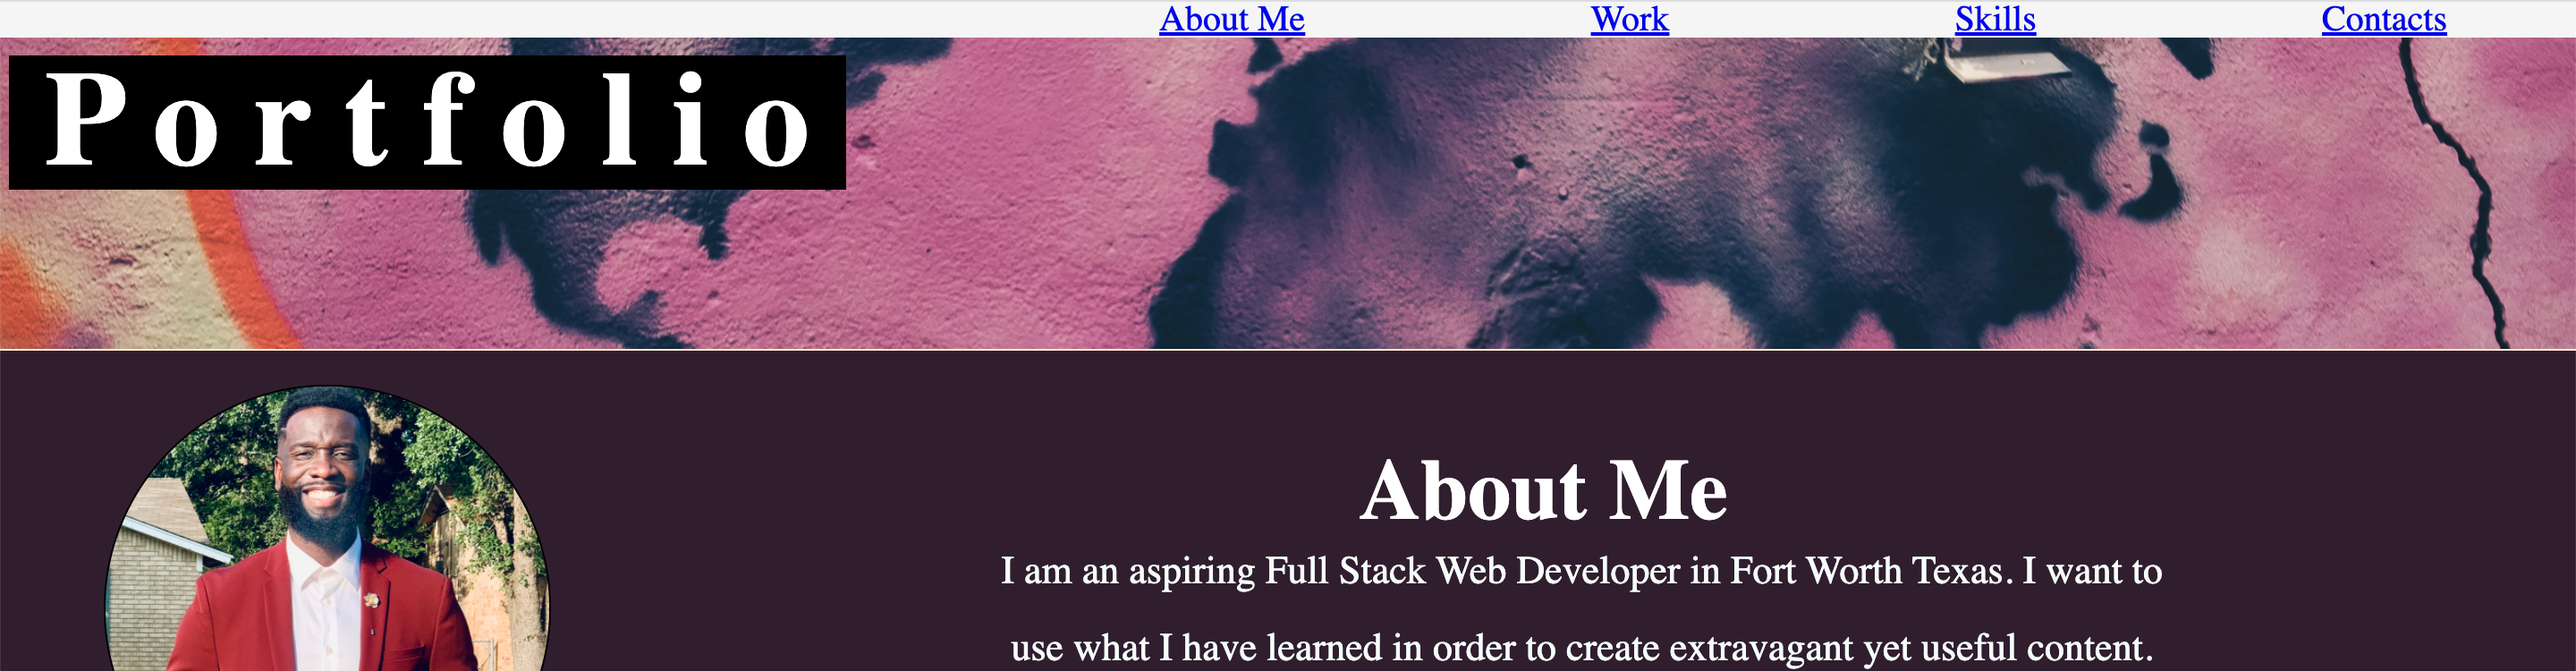 About Me Work Skills Contacts
Portfolio
About Me
I am an aspiring Full Stack Web Developer in Fort Worth Texas. I want to
use what I have learned in order to create extravagant yet useful content.